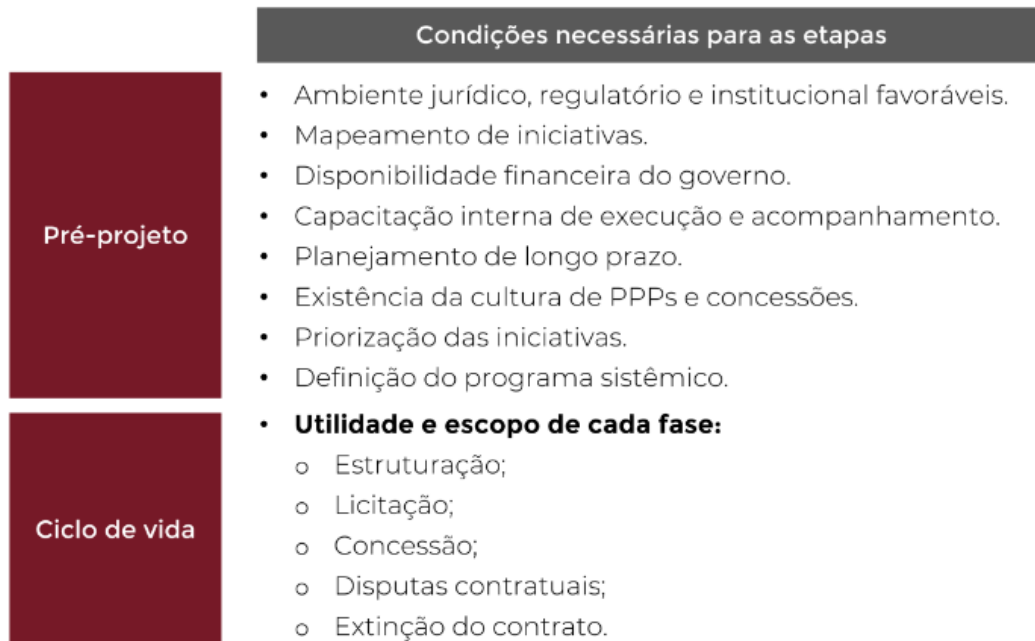 Condições necessárias para as etapas
Pré-projeto
• Ambiente jurídico, regulatório e institucional favoráveis.
• Mapeamento de iniciativas.
• Disponibilidade financeira do governo.
• Capacitação interna de execução e acompanhamento.
• Planejamento de longo prazo.
• Existência da cultura de PPPs e concessões.
• Priorização das iniciativas.
• Definição do programa sistêmico.
Ciclo de vida
• Utilidade e escopo de cada fase:
o Estruturação;
o Licitação;
o Concessão;
o Disputas contratuais;
o Extinção do contrato.